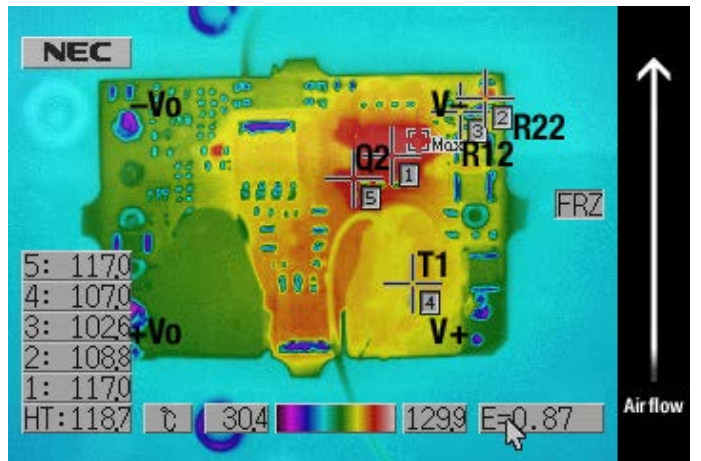 NEC
-Vo
V-
2
R22
3
Max
R12
Q2
1
5
FRZ
T1
4
5: 117.0
4: 107.0
3: 102.6
2: 108.8
1: 117.0
+Vo
V+
HT:118.7 ℃ 30.4 129.9 E=0.87
Airflow